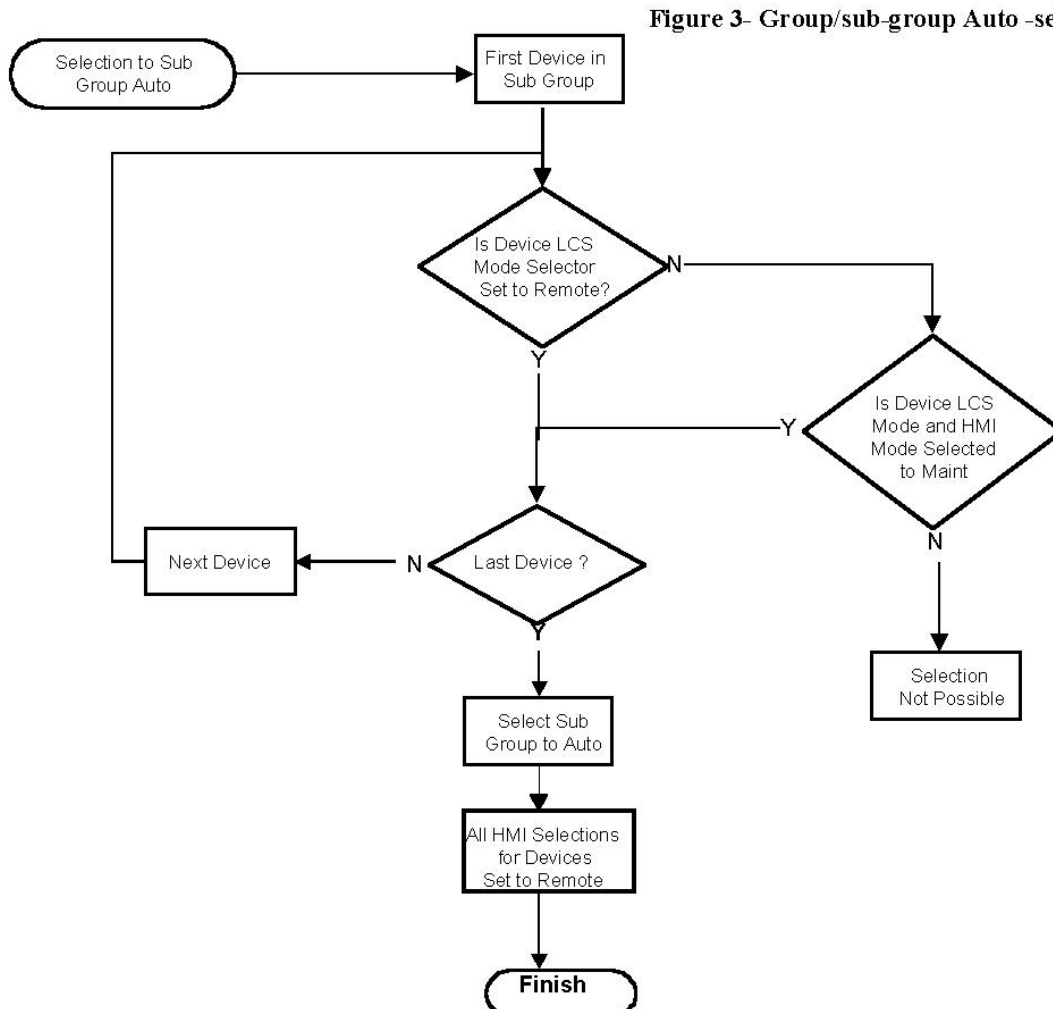 Figure 3- Group/sub-group Auto -se
Selection to Sub
Group Auto
First Device in
Sub Group
Is Device LCS
Mode Selector
Set to Remote?
N
Y
Is Device LCS
Mode and HMI
Mode Selected
to Maint
Y
N
Last Device ?
N
Next Device
Y
Selection
Not Possible
Select Sub
Group to Auto
All HMI Selections
for Devices
Set to Remote
Finish